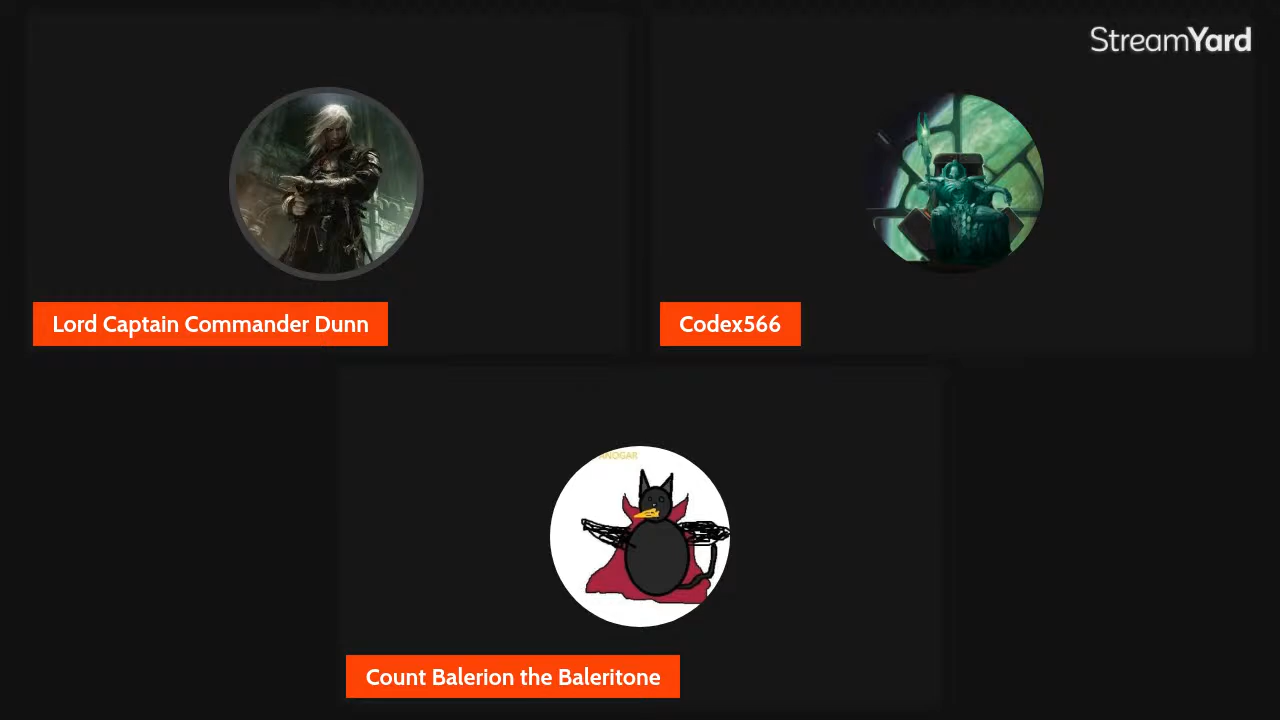 StreamYard
Lord Captain Commander Dunn
Codex566
Count Balerion the Baleritone